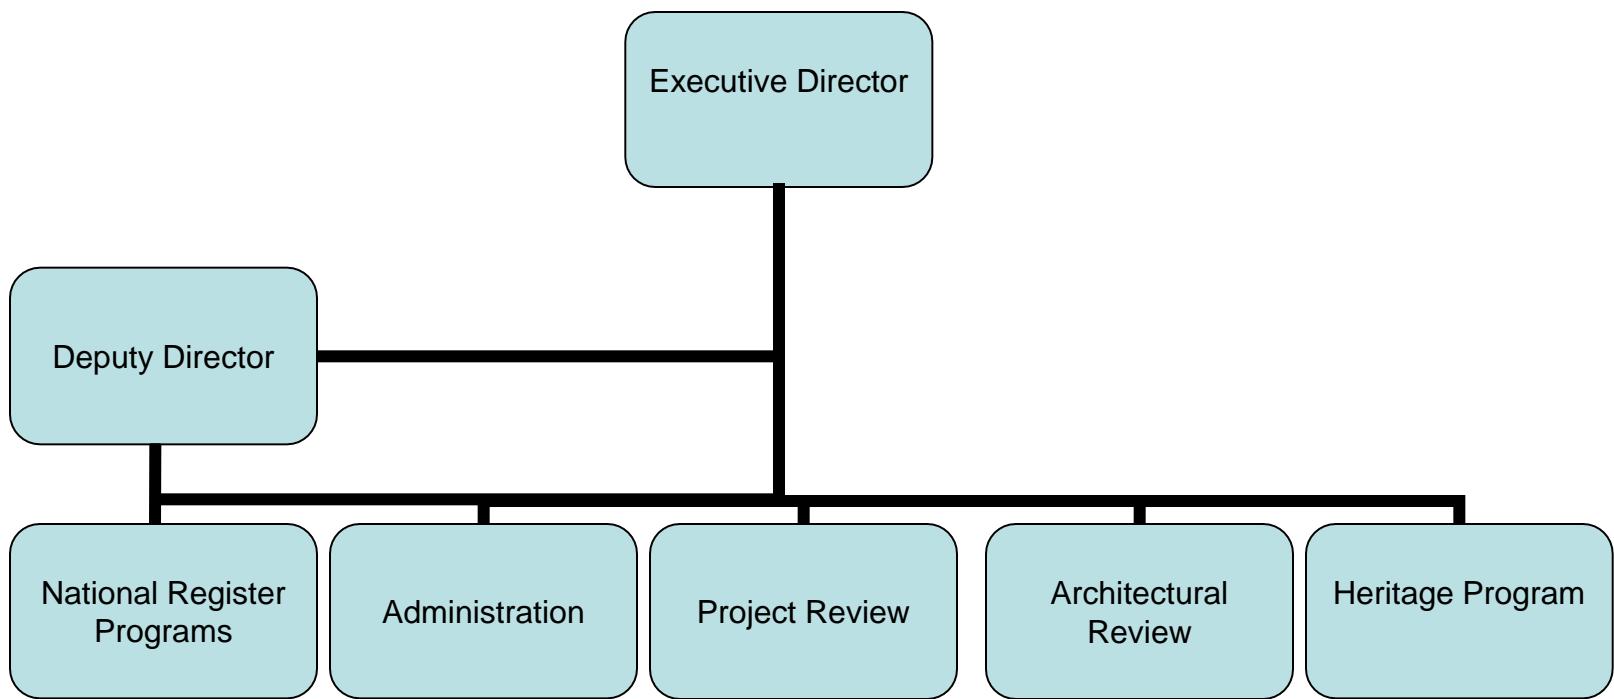 Executive Director
Deputy Director
National Register
Programs
Administration
Project Review
Architectural
Review
Heritage Program